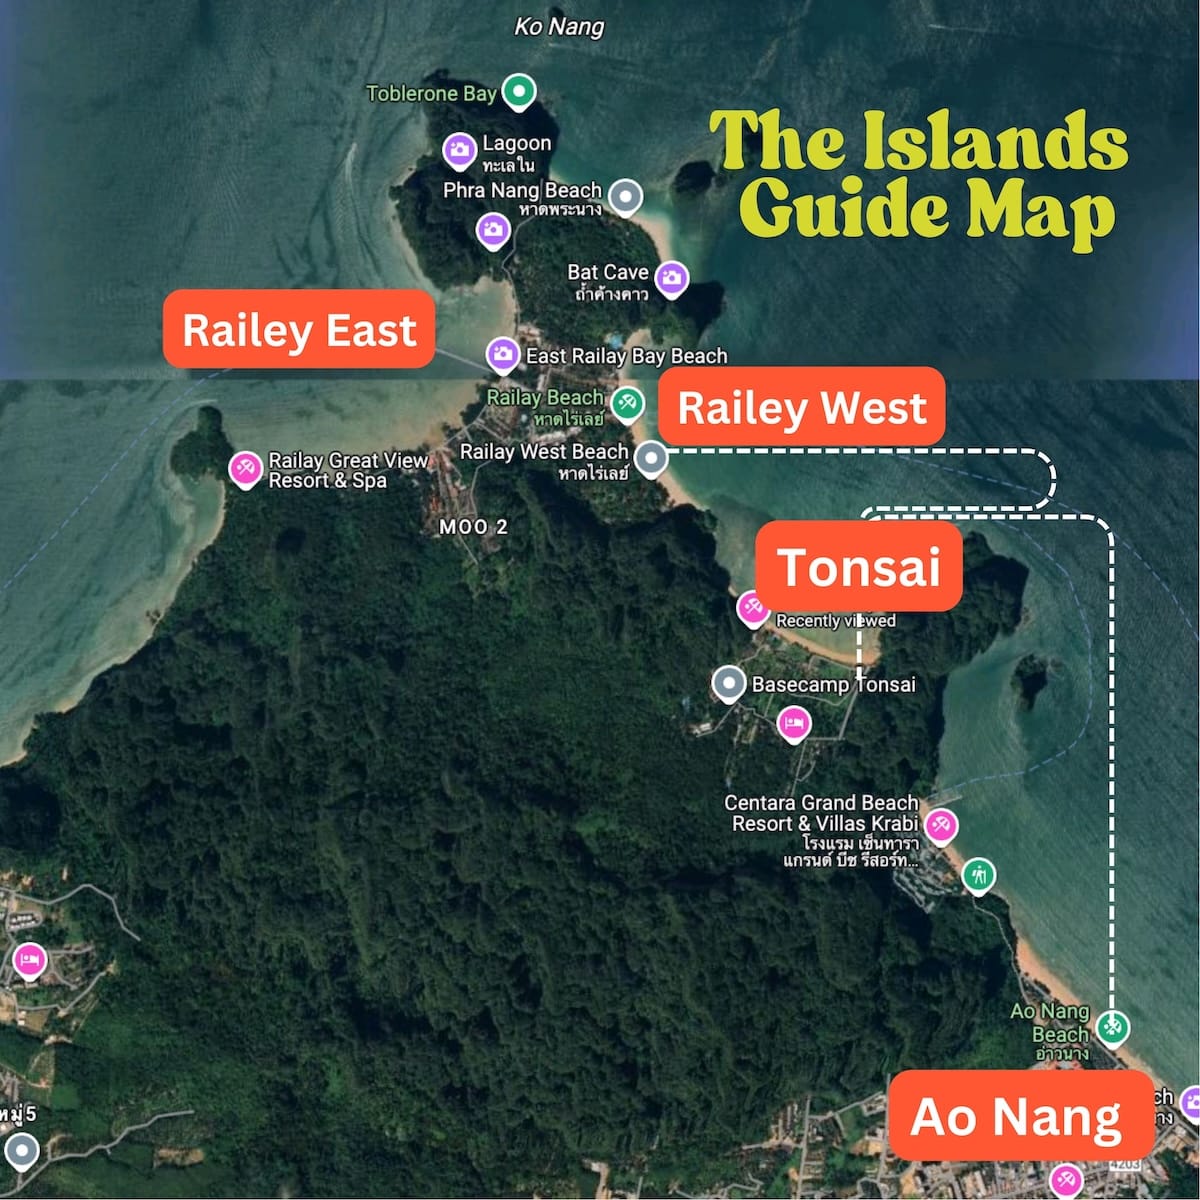 Ko Nang
Toblerone Bay
The Islands
Guide Map
Lagoon
ทะเลใน
Phra Nang Beach
หาดพระนาง
Bat Cave
ถ้ำค้างคาว
Railey East
East Railay Bay Beach
Railay Beach
หาดไร่เลย์
Railey West
Railay West Beach
หาดไร่เลย์
Railay Great View
Resort & Spa
MOO 2
Tonsai
Recently viewed
Basecamp Tonsai
Centara Grand Beach
Resort & Villas Krabi
โรงแรม เซ็นทารา
แกรนด์ บีช รีสอร์ท...
Ao Nang
Beach
อ่าวนาง
หมู่5
ch
าง
Ao Nang
4203